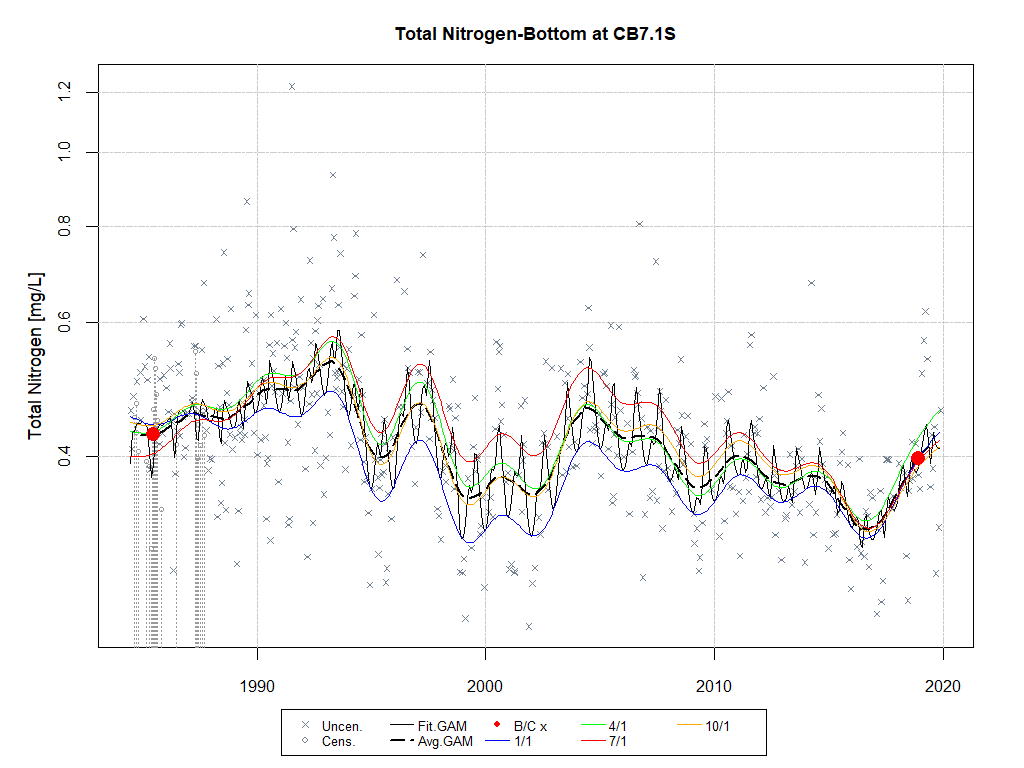 Total Nitrogen-Bottom at CB7.1S
Total Nitrogen [mg/L]
1.2
1.0
0.8
0.6
0.4
1990
2000
2010
2020
Uncen. Fit.GAM B/C x 4/1 10/1
Cens. Avg.GAM 1/1 7/1